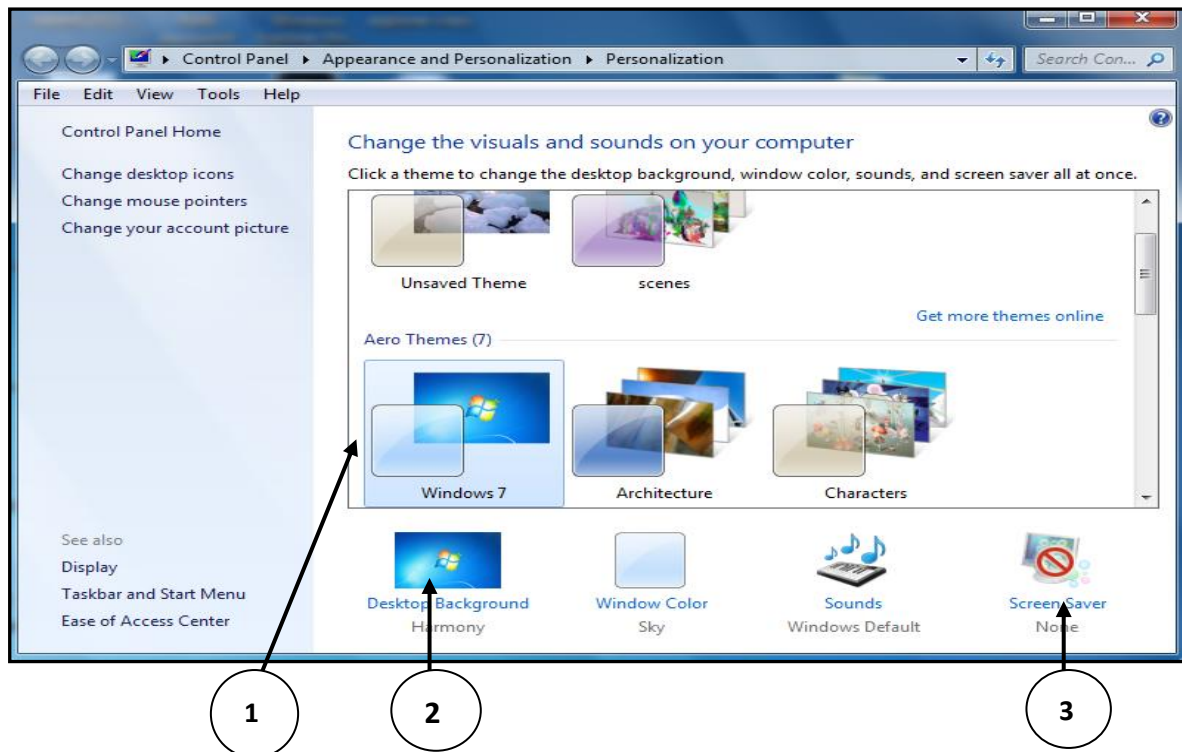 Control Panel Appearance and Personalization Personalization Search Con...
File Edit View Tools Help
Control Panel Home
Change desktop icons
Change mouse pointers
Change your account picture
See also
Display
Taskbar and Start Menu
Ease of Access Center
Change the visuals and sounds on your computer
Click a theme to change the desktop background, window color, sounds, and screen saver all at once.
Unsaved Theme scenes
Get more themes online
Aero Themes (7)
Windows 7 Architecture Characters
Desktop Background Window Color Sounds Screen Saver
Harmony Sky Windows Default None
1 2 3